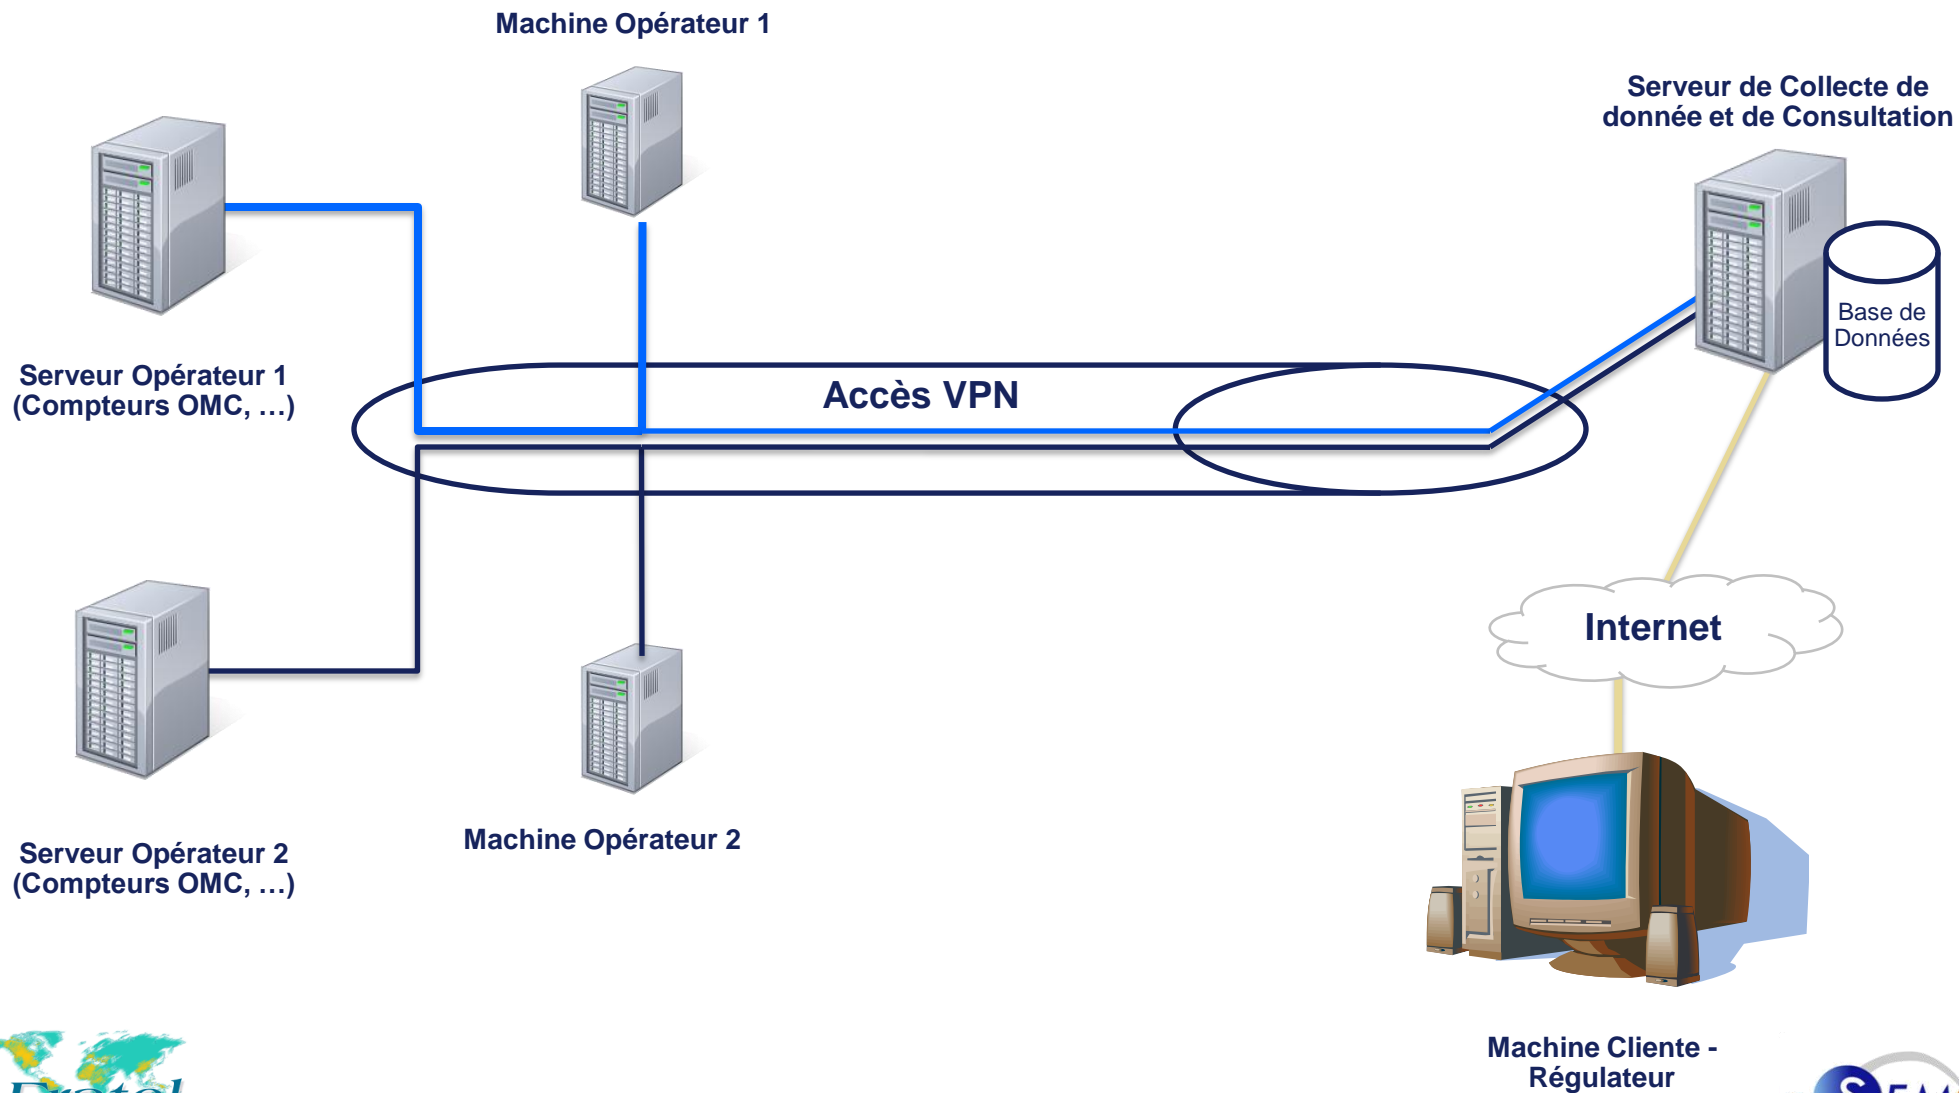 Machine Opérateur 1
Serveur de Collecte de
donnée et de Consultation
Base de
Données
Serveur Opérateur 1
(Compteurs OMC, …)
Accès VPN
Internet
Machine Opérateur 2
Serveur Opérateur 2
(Compteurs OMC, …)
Machine Cliente -
Régulateur